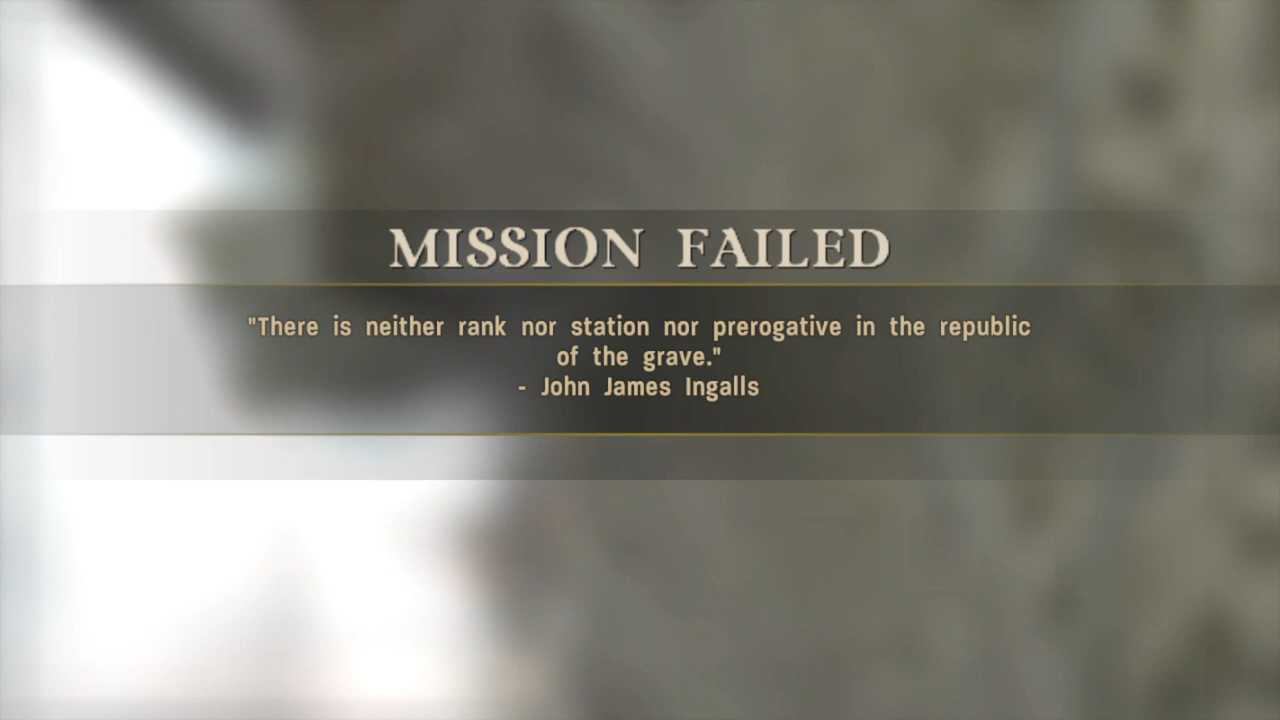 MISSION FAILED
"There is neither rank nor station nor prerogative in the republic
of the grave."
- John James Ingalls